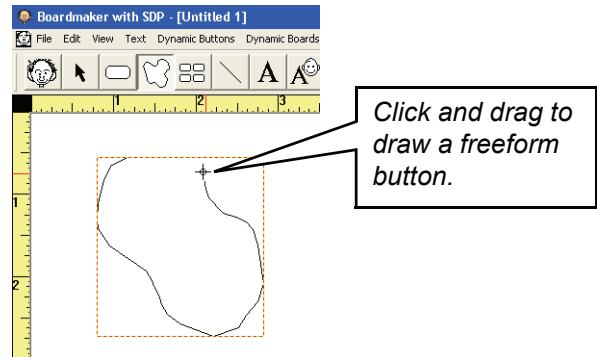 Boardmaker with SDP - [Untitled 1]
File Edit View Text Dynamic Buttons Dynamic Boards
A A
1 2 3
Click and drag to
draw a freeform
button.
1
2